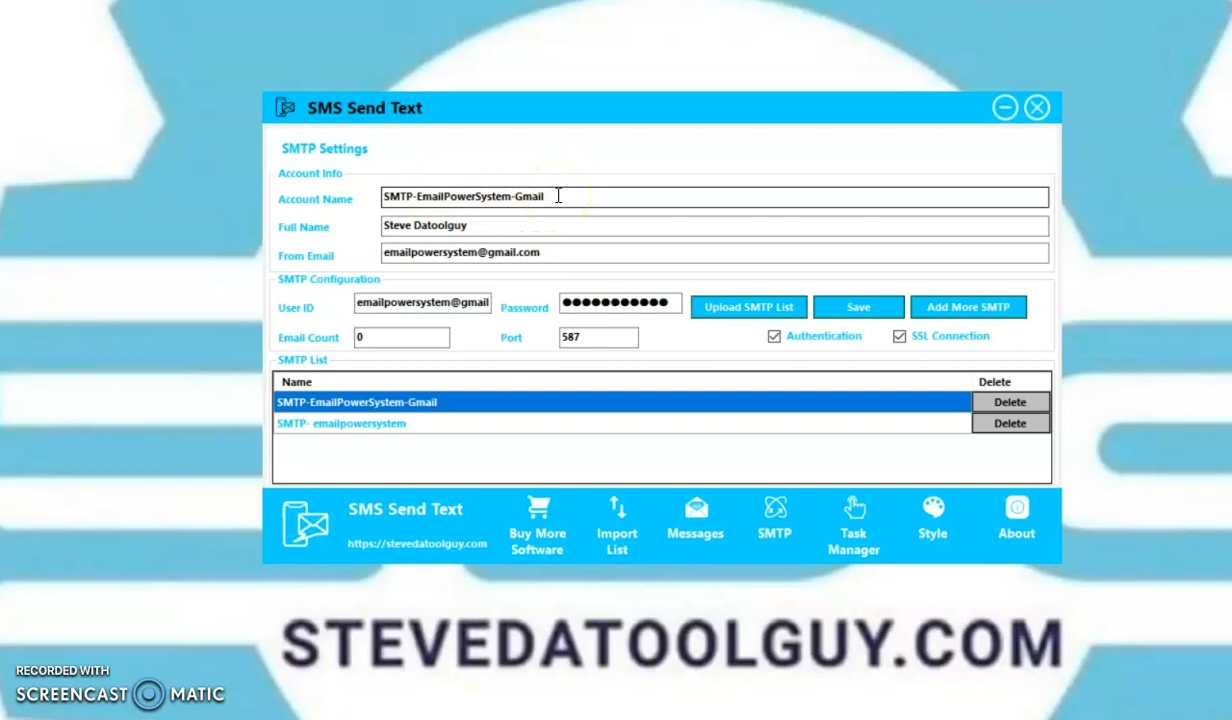 SMS Send Text
SMTP Settings
Account Info
Account Name SMTP-EmailPowerSystem-Gmail
Full Name Steve Datoolguy
From Email emailpowersystem@gmail.com
SMTP Configuration
User ID emailpowersystem@gmail Password Upload SMTP List Save Add More SMTP
Email Count 0 Port 587 Authentication SSL Connection
SMTP List
Name Delete
SMTP-EmailPowerSystem-Gmail Delete
SMTP- emailpowersystem Delete
SMS Send Text
https://stevedatoolguy.com
Buy More
Software
Import
List
Messages
SMTP
Task
Manager
Style
About
STEVEDATOOLGUY.COM
RECORDED WITH
SCREENCAST MATIC